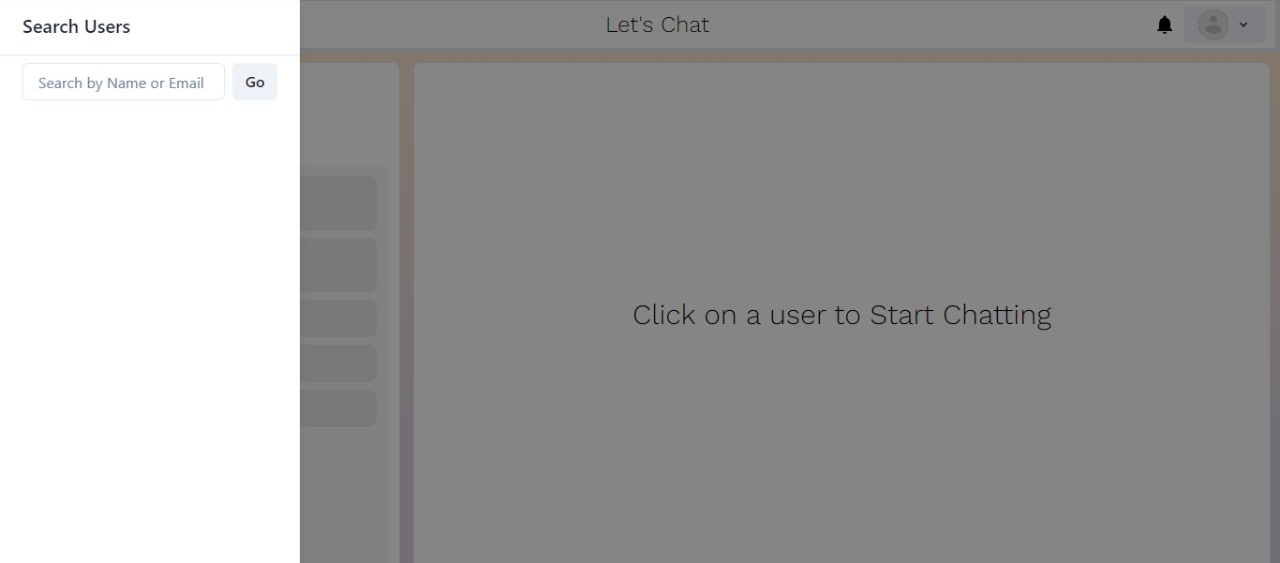 Search Users
Let's Chat
Search by Name or Email
Go
Click on a user to Start Chatting